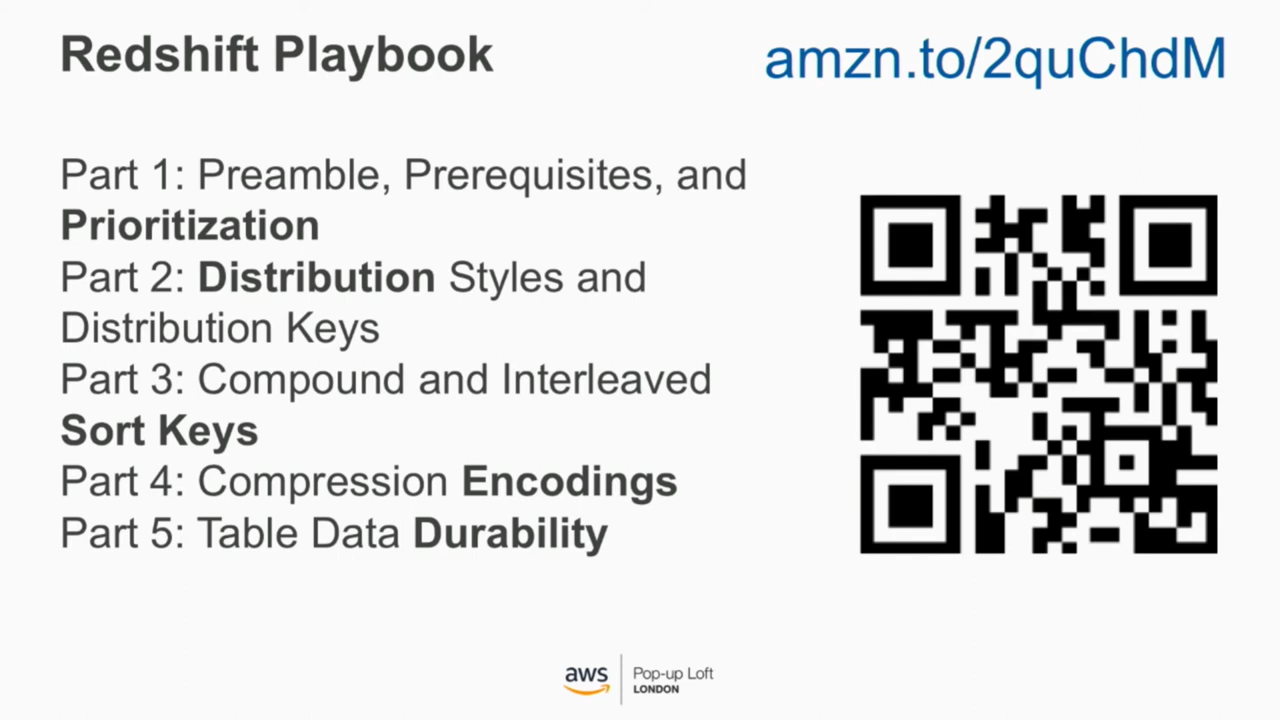 Redshift Playbook
amzn.to/2quChdM
Part 1: Preamble, Prerequisites, and
Prioritization
Part 2: Distribution Styles and
Distribution Keys
Part 3: Compound and Interleaved
Sort Keys
Part 4: Compression Encodings
Part 5: Table Data Durability
aws
Pop-up Loft
LONDON